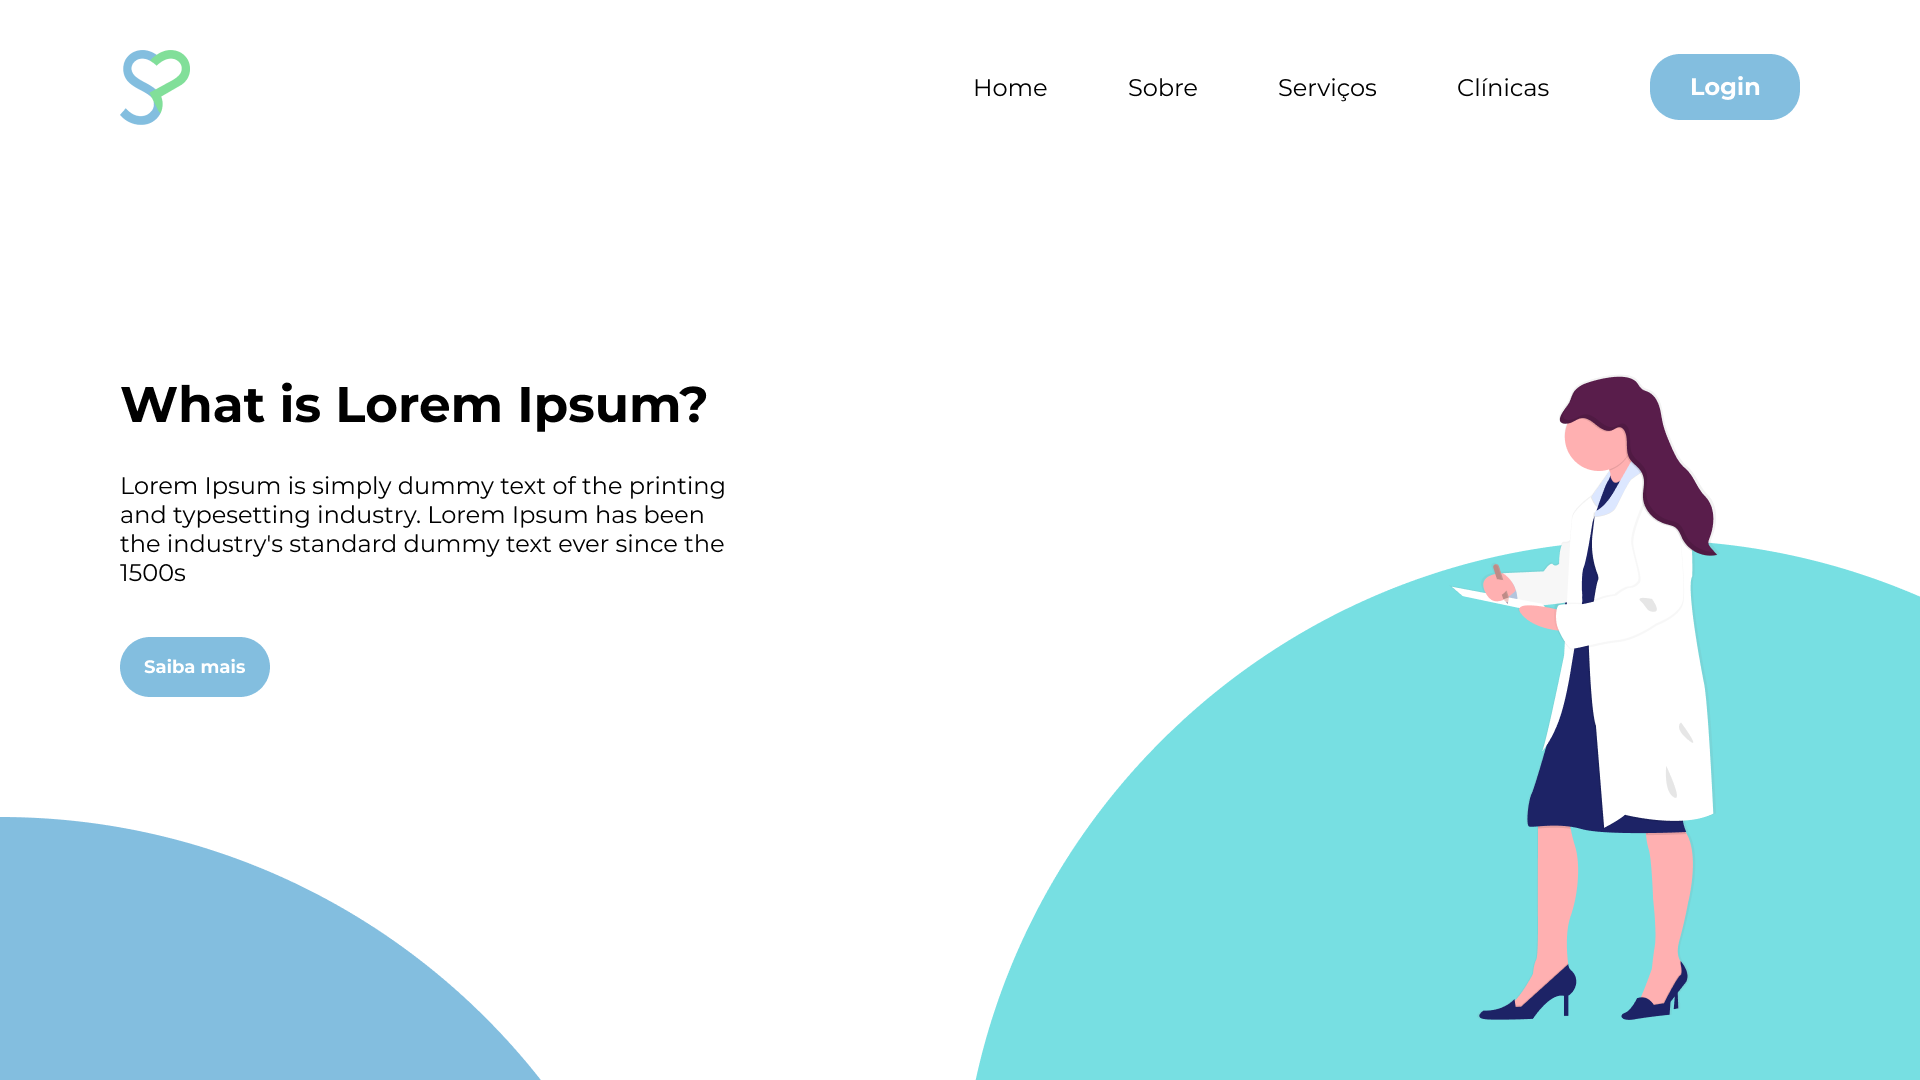 Home Sobre Serviços Clínicas Login
What is Lorem Ipsum?
Lorem Ipsum is simply dummy text of the printing
and typesetting industry. Lorem Ipsum has been
the industry's standard dummy text ever since the
1500s
Saiba mais